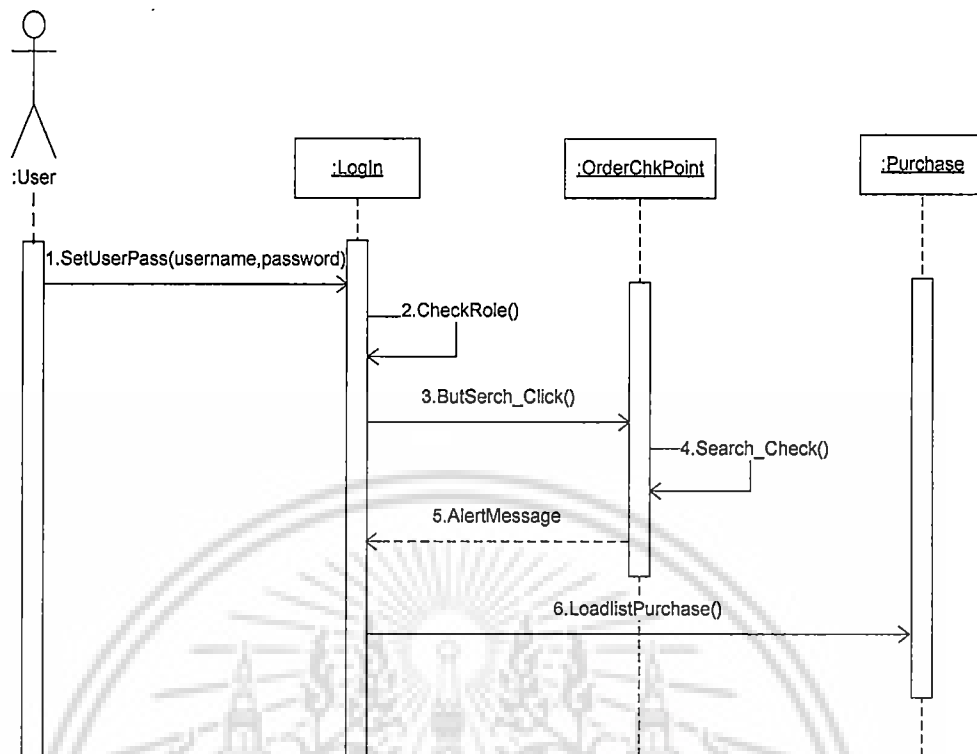 :User
:LogIn
:OrderChkPoint
:Purchase
1.SetUserPass(username,password)
2.CheckRole()
3.ButSerch_Click()
4.Search_Check()
5.AlertMessage
6.LoadlistPurchase()